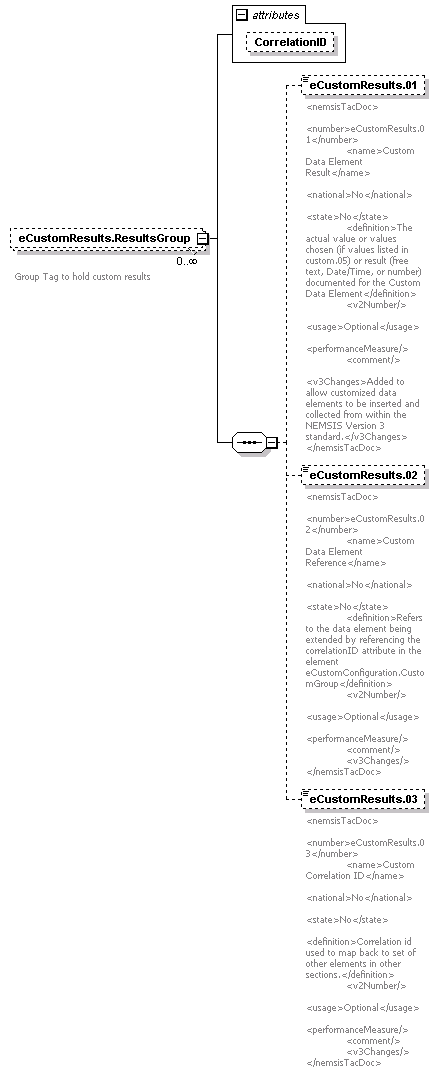 attributes
CorrelationID
eCustomResults.ResultsGroup
0..∞
Group Tag to hold custom results
eCustomResults.01
<nemsisTacDoc>
<number>eCustomResults.0
1</number>
<name>Custom
Data Element
Result</name>
<national>No</national>
<state>No</state>
<definition>The
actual value or values
chosen (if values listed in
custom.05) or result (free
text, Date/Time, or number)
documented for the Custom
Data Element</definition>
<v2Number/>
<usage>Optional</usage>
<performanceMeasure/>
<comment/>
<v3Changes>Added to
allow customized data
elements to be inserted and
collected from within the
NEMSIS Version 3
standard.</v3Changes>
</nemsisTacDoc>
eCustomResults.02
<nemsisTacDoc>
<number>eCustomResults.0
2</number>
<name>Custom
Data Element
Reference</name>
<national>No</national>
<state>No</state>
<definition>Refers
to the data element being
extended by referencing the
correlationID attribute in the
element
eCustomConfiguration.Custo
mGroup</definition>
<v2Number/>
<usage>Optional</usage>
<performanceMeasure/>
<comment/>
<v3Changes/>
</nemsisTacDoc>
eCustomResults.03
<nemsisTacDoc>
<number>eCustomResults.0
3</number>
<name>Custom
Correlation ID</name>
<national>No</national>
<state>No</state>
<definition>Correlation id
used to map back to set of
other elements in other
sections.</definition>
<v2Number/>
<usage>Optional</usage>
<performanceMeasure/>
<comment/>
<v3Changes/>
</nemsisTacDoc>